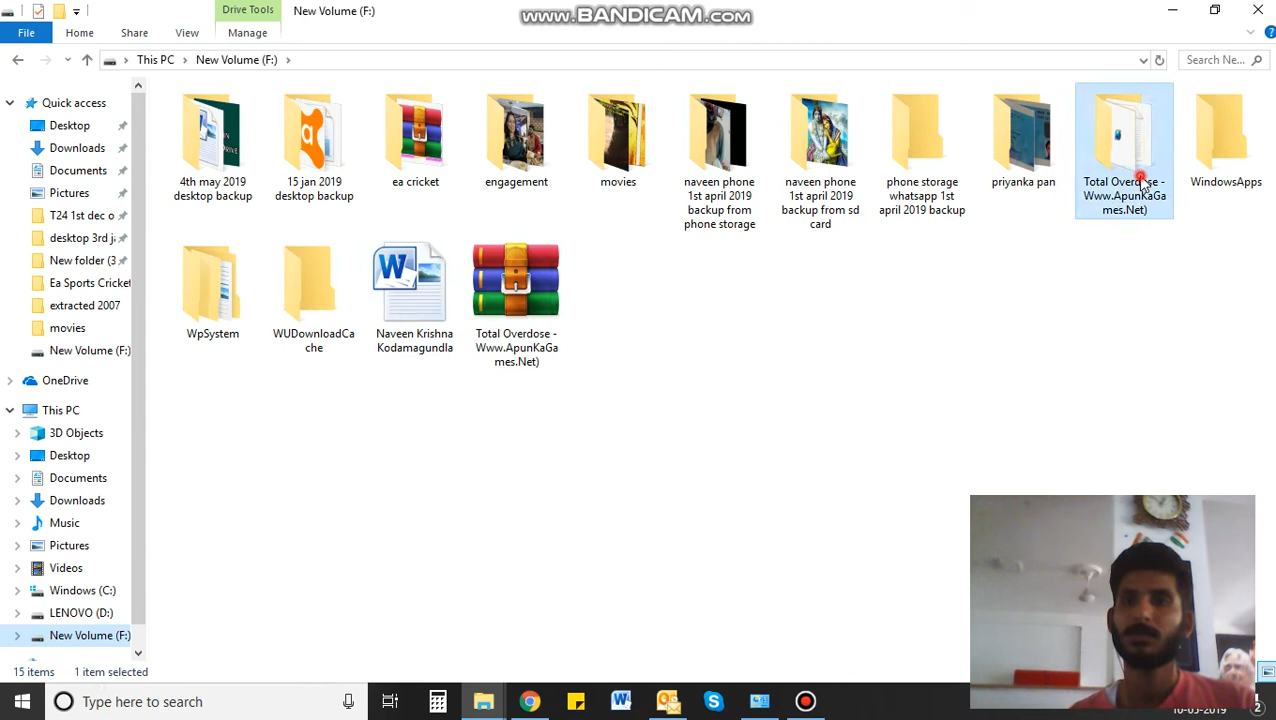 www.BANDICAM.com
Drive Tools
New Volume (F:)
File
Home
Share
View
Manage
This PC
New Volume (F:)
Search Ne...
Quick access
Desktop
Downloads
Documents
Pictures
T24 1st dec o
desktop 3rd ja
New folder (3
Ea Sports Cricket
extracted 2007
movies
New Volume (F:)
OneDrive
This PC
3D Objects
Desktop
Documents
Downloads
Music
Pictures
Videos
Windows (C:)
LENOVO (D:)
New Volume (F:)
4th may 2019
desktop backup
15 jan 2019
desktop backup
ea cricket
engagement
movies
naveen phone
1st april 2019
backup from
phone storage
naveen phone
1st april 2019
backup from sd
card
phone storage
whatsapp 1st
april 2019 backup
priyanka pan
Total Overdose -
Www.ApunKaGa
mes.Net)
WindowsApps
WpSystem
WUDownloadCa
che
Naveen Krishna
Kodamagundla
Total Overdose -
Www.ApunKaGa
mes.Net)
15 items
1 item selected
Type here to search
10-05-2019